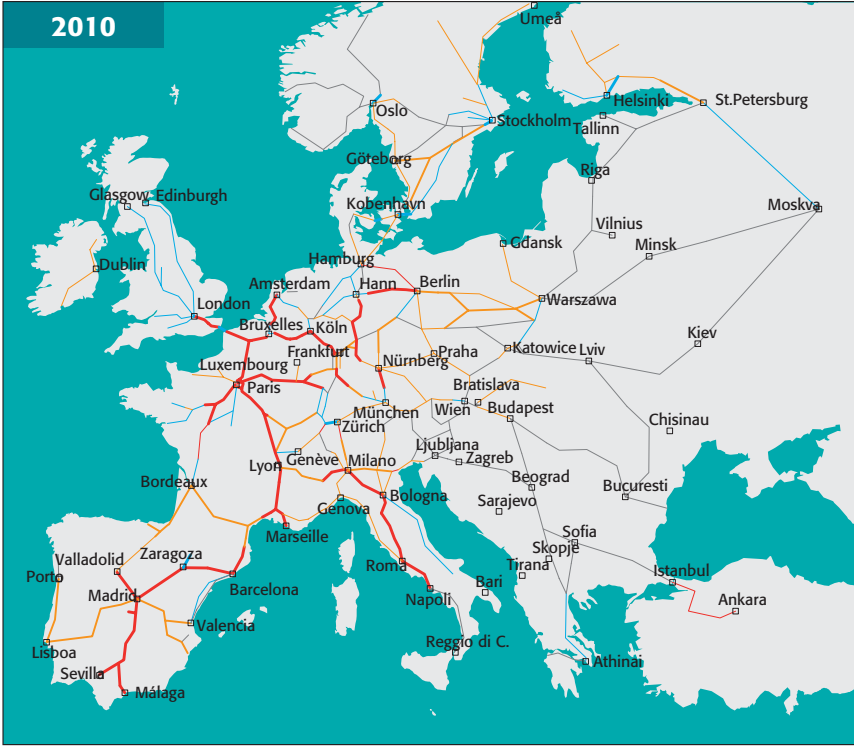 2010
Umeå
Helsinki
St.Petersburg
Oslo
Stockholm
Tallinn
Göteborg
Riga
Glasgow
Edinburgh
Kobenhavn
Moskva
Vilnius
Gdansk
Minsk
Dublin
Hamburg
Amsterdam
Hann
Berlin
London
Warszawa
Bruxelles
Köln
Kiev
Frankfurt
Praha
Katowice
Lviv
Luxembourg
Nürnberg
Paris
Bratislava
München
Wien
Budapest
Chisinau
Zürich
Ljubljana
Lyon
Genève
Milano
Zagreb
Beograd
Bordeaux
Bucuresti
Bologna
Genova
Sarajevo
Marseille
Sofia
Zaragoza
Skopje
Valladolid
Roma
Tirana
Istanbul
Porto
Bari
Barcelona
Madrid
Napoli
Ankara
Valencia
Reggio di C.
Lisboa
Athinai
Sevilla
Málaga